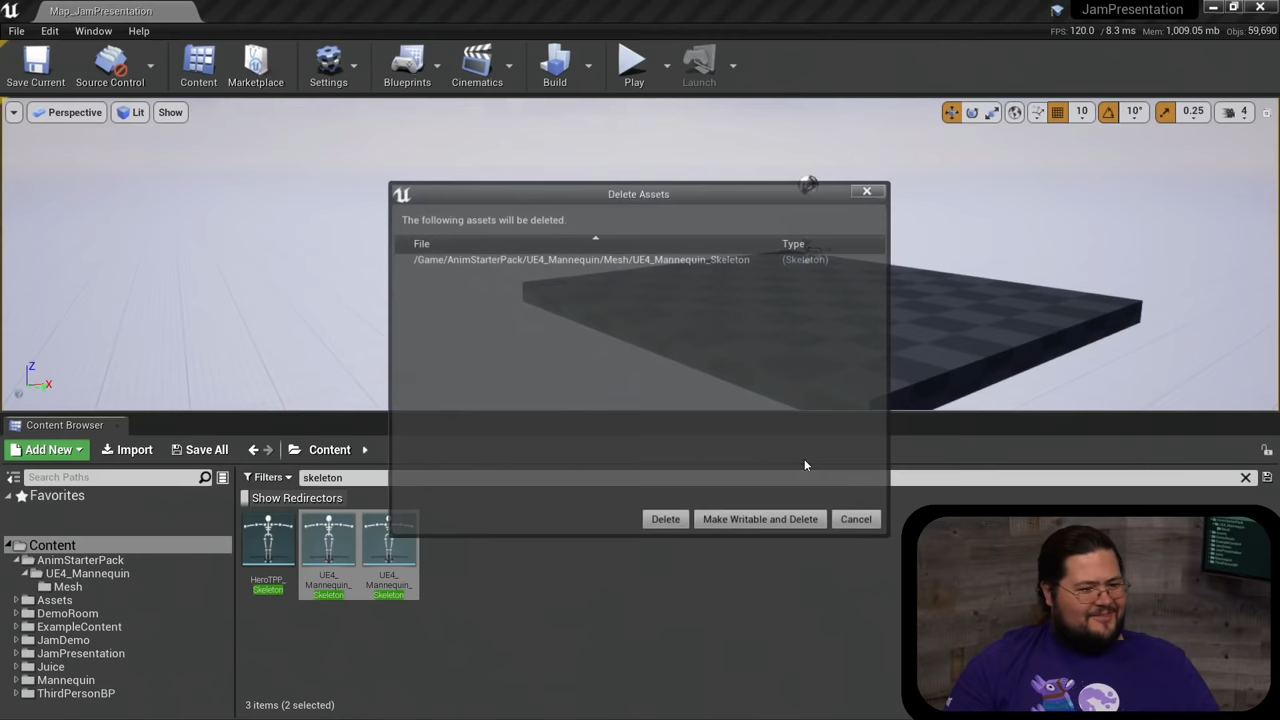 Map_JamPresentation
JamPresentation
File Edit Window Help
FPS: 120.0 / 8.3 ms Mem: 1,009.05 mb Objs: 59,690
Save Current Source Control Content Marketplace Settings Blueprints Cinematics Build Play Launch
Perspective Lit Show
10 10° 0.25 4
Delete Assets
The following assets will be deleted.
File Type
/Game/AnimStarterPack/UE4_Mannequin/Mesh/UE4_Mannequin_Skeleton (Skeleton)
Z
X
Delete Make Writable and Delete Cancel
Content Browser
Add New Import Save All Content
Search Paths
Filters skeleton
Favorites
Show Redirectors
Content
AnimStarterPack
UE4_Mannequin
Mesh
Assets
DemoRoom
ExampleContent
JamDemo
JamPresentation
Juice
Mannequin
ThirdPersonBP
HeroTPP_
Skeleton
UE4_
Mannequin_
Skeleton
UE4_
Mannequin_
Skeleton
3 items (2 selected)